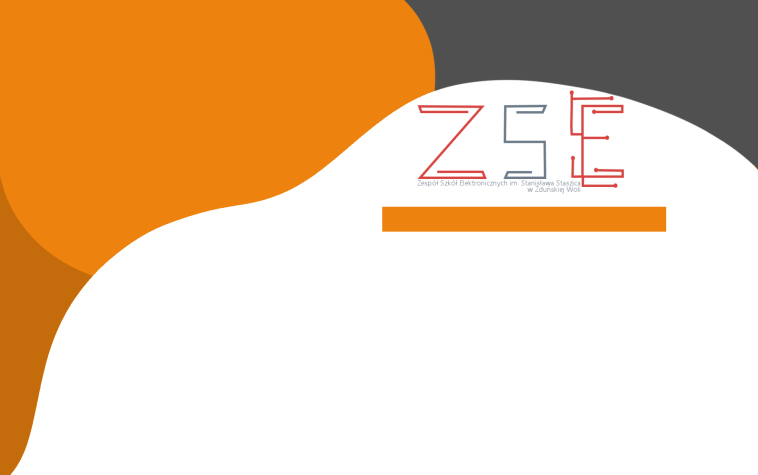 ZSE
Zespół Szkół Elektronicznych im. Stanisława Staszica
w Zduńskiej Woli